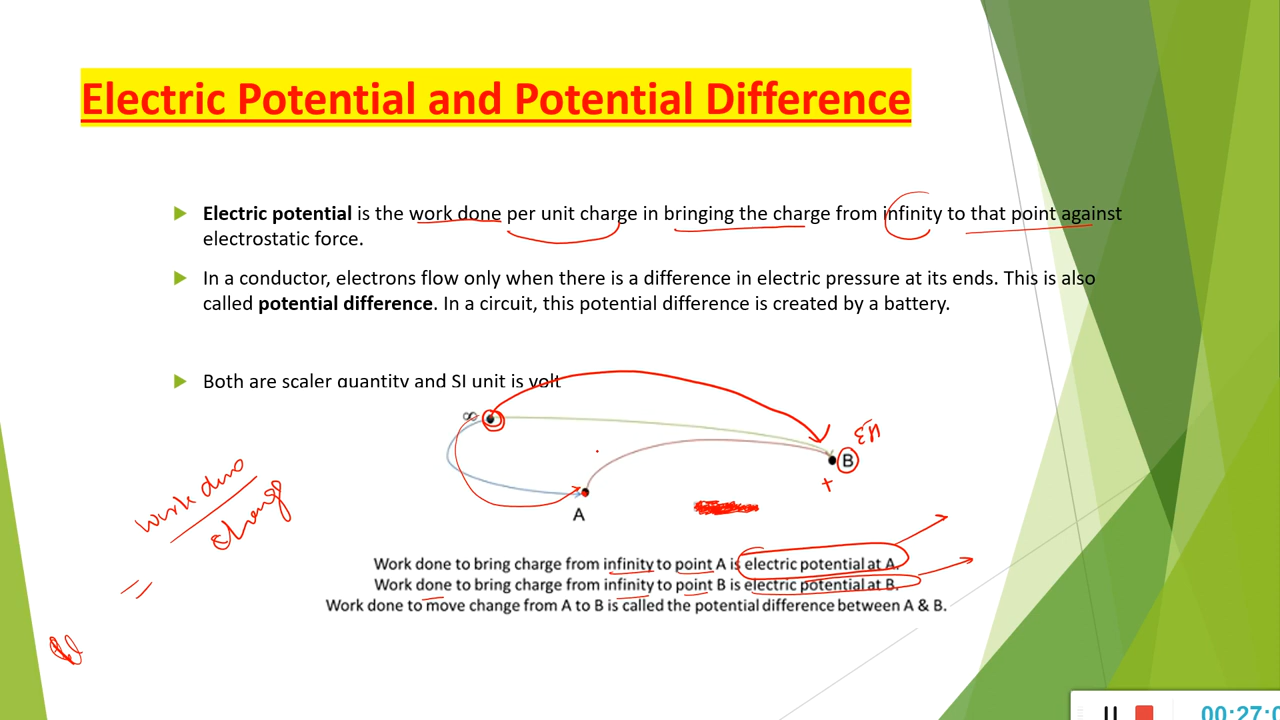 Electric Potential and Potential Difference
Electric potential is the work done per unit charge in bringing the charge from infinity to that point against
electrostatic force.
In a conductor, electrons flow only when there is a difference in electric pressure at its ends. This is also
called potential difference. In a circuit, this potential difference is created by a battery.
Both are scaler quantity and SI unit is volt
∞
B
+
A
work done
charge
=
Work done to bring charge from infinity to point A is electric potential at A.
Work done to bring charge from infinity to point B is electric potential at B.
Work done to move change from A to B is called the potential difference between A & B.
00:27:0